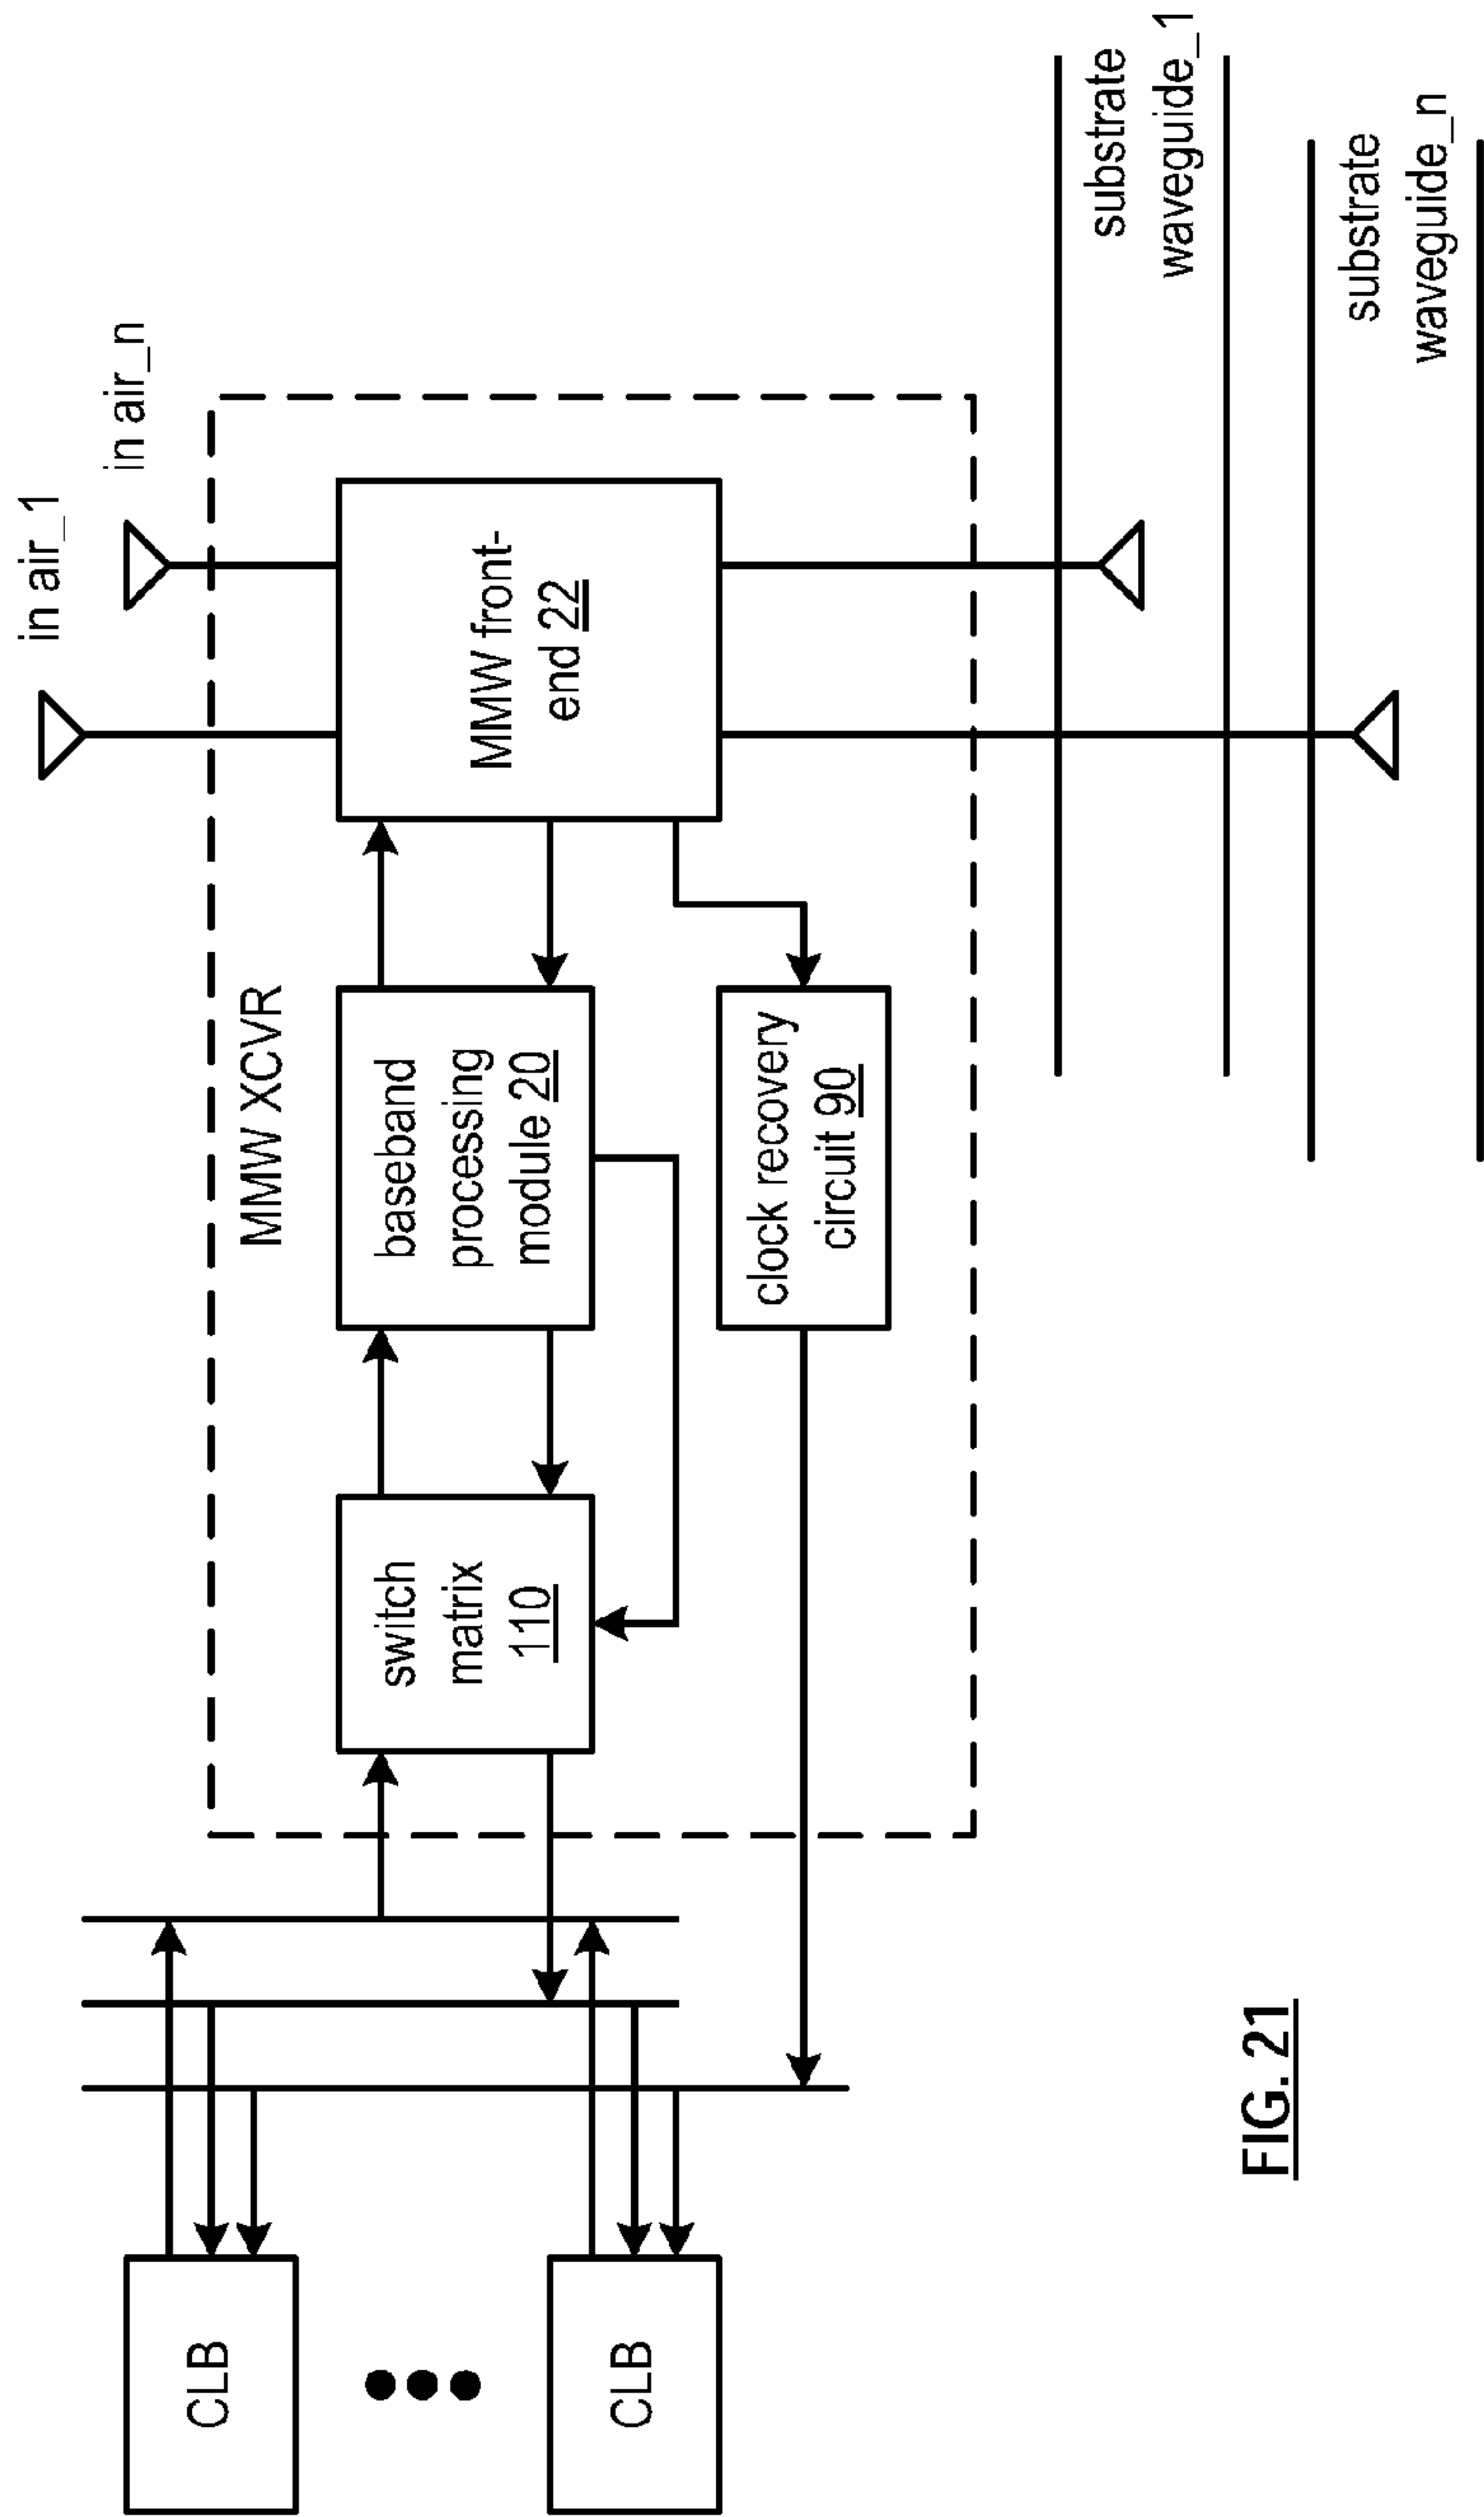 in air_1
in air_n
MMW XCVR
CLB
switch
matrix
110
baseband
processing
module 20
MMW front-
end 22
CLB
clock recovery
circuit 90
substrate
waveguide_1
substrate
waveguide_n
FIG. 21